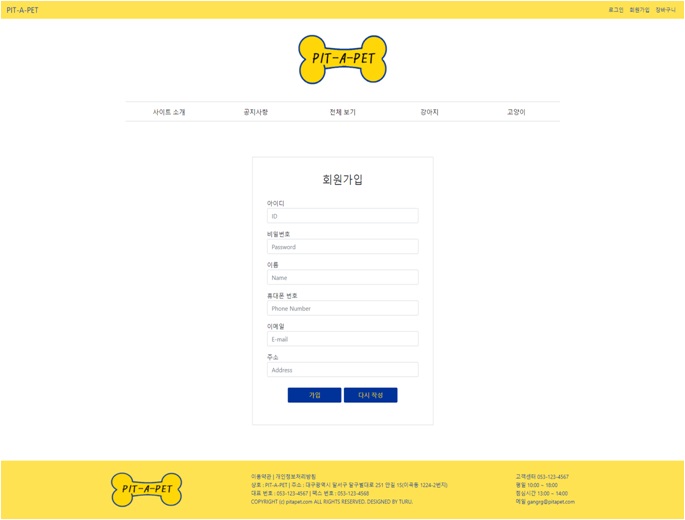 PIT-A-PET
로그인 회원가입 장바구니
PIT-A-PET
사이트 소개 공지사항 전체 보기 강아지 고양이
회원가입
아이디
ID
비밀번호
Password
이름
Name
휴대폰 번호
Phone Number
이메일
E-mail
주소
Address
가입 다시 작성
PIT-A-PET
이용약관 | 개인정보처리방침
상호 : PIT-A-PET | 주소 : 대구광역시 달서구 달구벌대로 251 안길 15(이곡동 1224-2번지)
대표 번호 : 053-123-4567 | 팩스 번호 : 053-123-4568
COPYRIGHT (c) pitapet.com ALL RIGHTS RESERVED. DESIGNED BY TURU.
고객센터 053-123-4567
평일 10:00 ~ 18:00
점심시간 13:00 ~ 14:00
메일 gangrg@pitapet.com